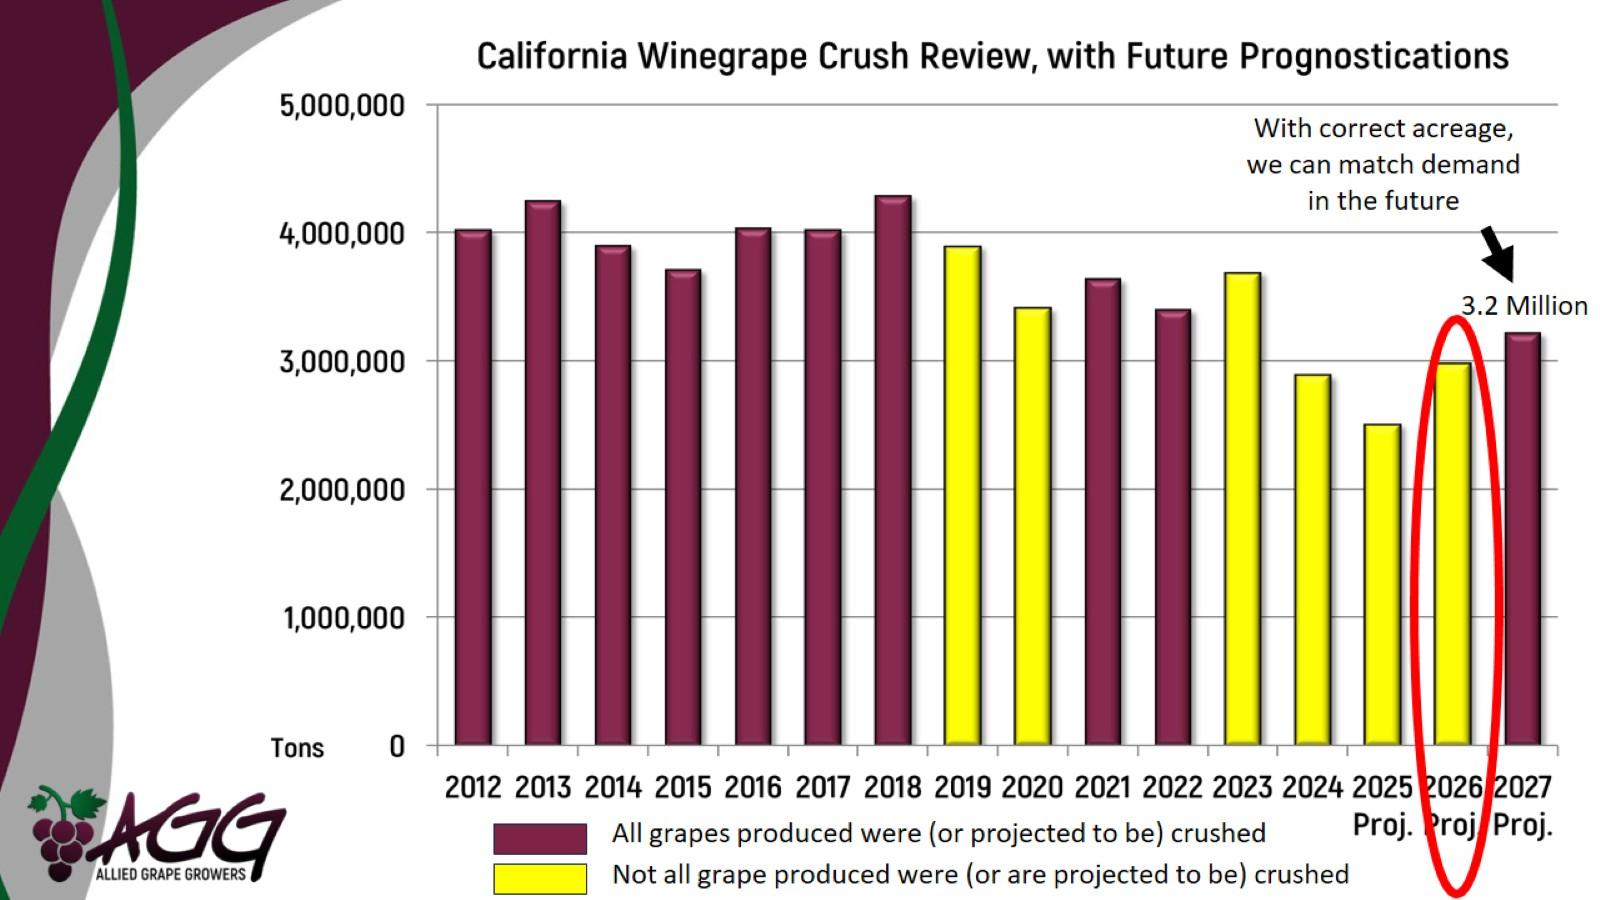 California Winegrape Crush Review, with Future Prognostications
5,000,000
With correct acreage,
we can match demand
in the future
4,000,000
3.2 Million
3,000,000
2,000,000
1,000,000
Tons 0
2012 2013 2014 2015 2016 2017 2018 2019 2020 2021 2022 2023 2024 2025 2026 2027
Proj. Proj. Proj.
All grapes produced were (or projected to be) crushed
Not all grape produced were (or are projected to be) crushed
AGG
ALLIED GRAPE GROWERS